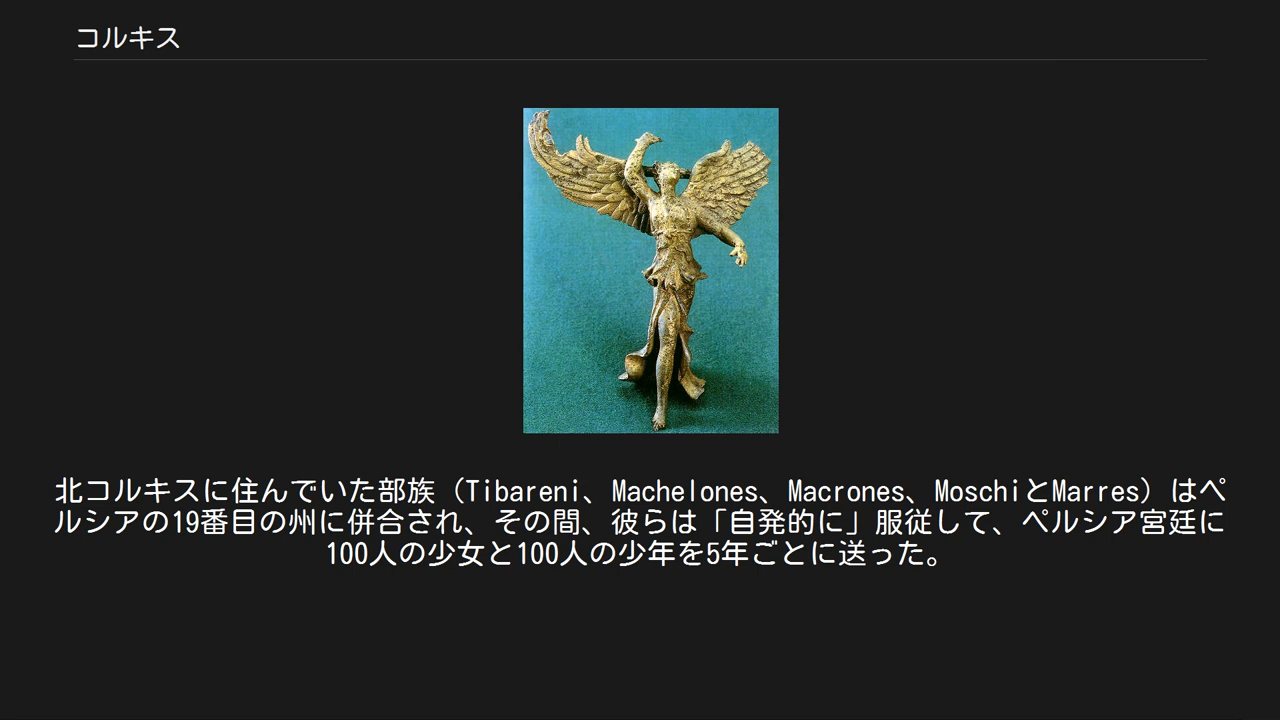 コルキス
北コルキスに住んでいた部族（Tibareni、Machelones、Macrones、MoschiとMarres）はペ
ルシアの19番目の州に併合され、その間、彼らは「自発的に」服従して、ペルシア宮廷に
100人の少女と100人の少年を5年ごとに送った。